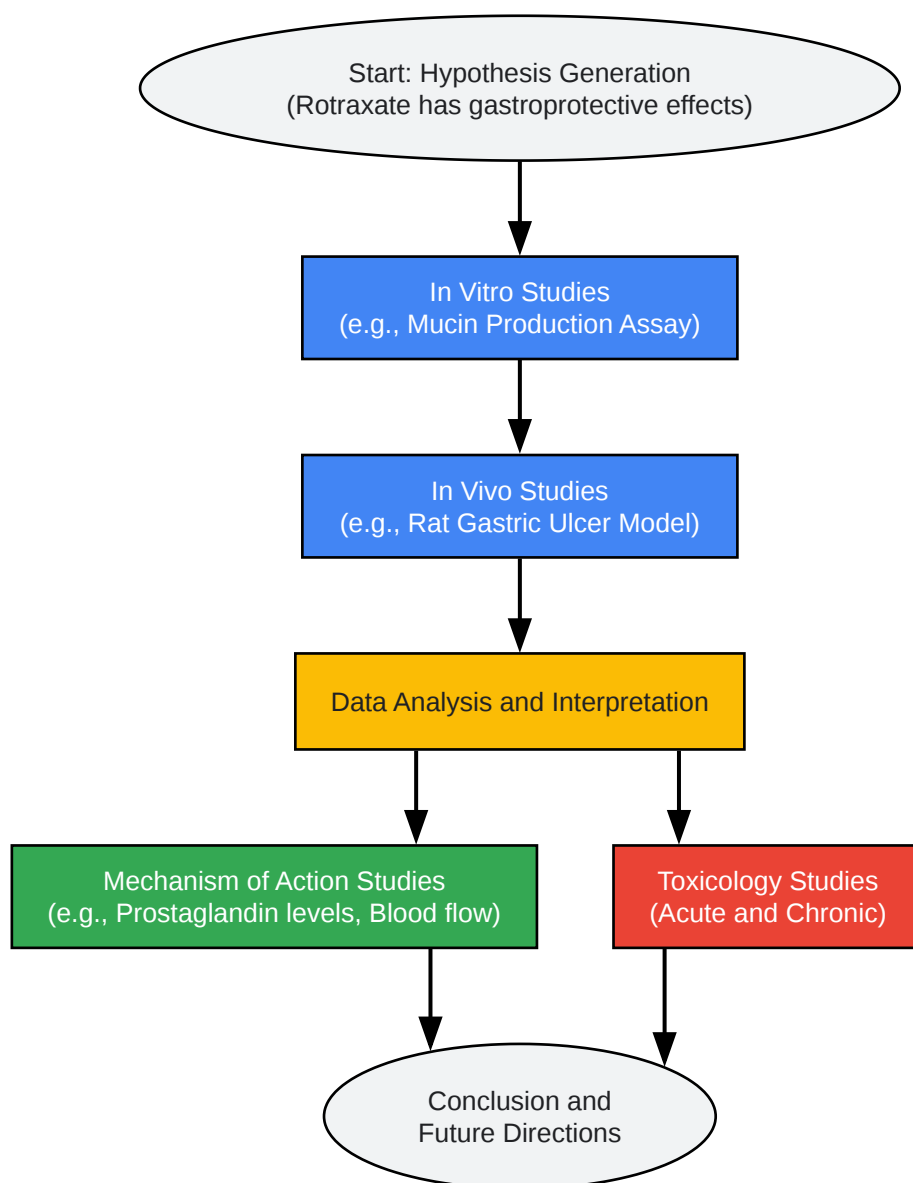 Start: Hypothesis Generation
(Rotraxate has gastroprotective effects)
In Vitro Studies
(e.g., Mucin Production Assay)
In Vivo Studies
(e.g., Rat Gastric Ulcer Model)
Data Analysis and Interpretation
Mechanism of Action Studies
(e.g., Prostaglandin levels, Blood flow)
Toxicology Studies
(Acute and Chronic)
Conclusion and
Future Directions